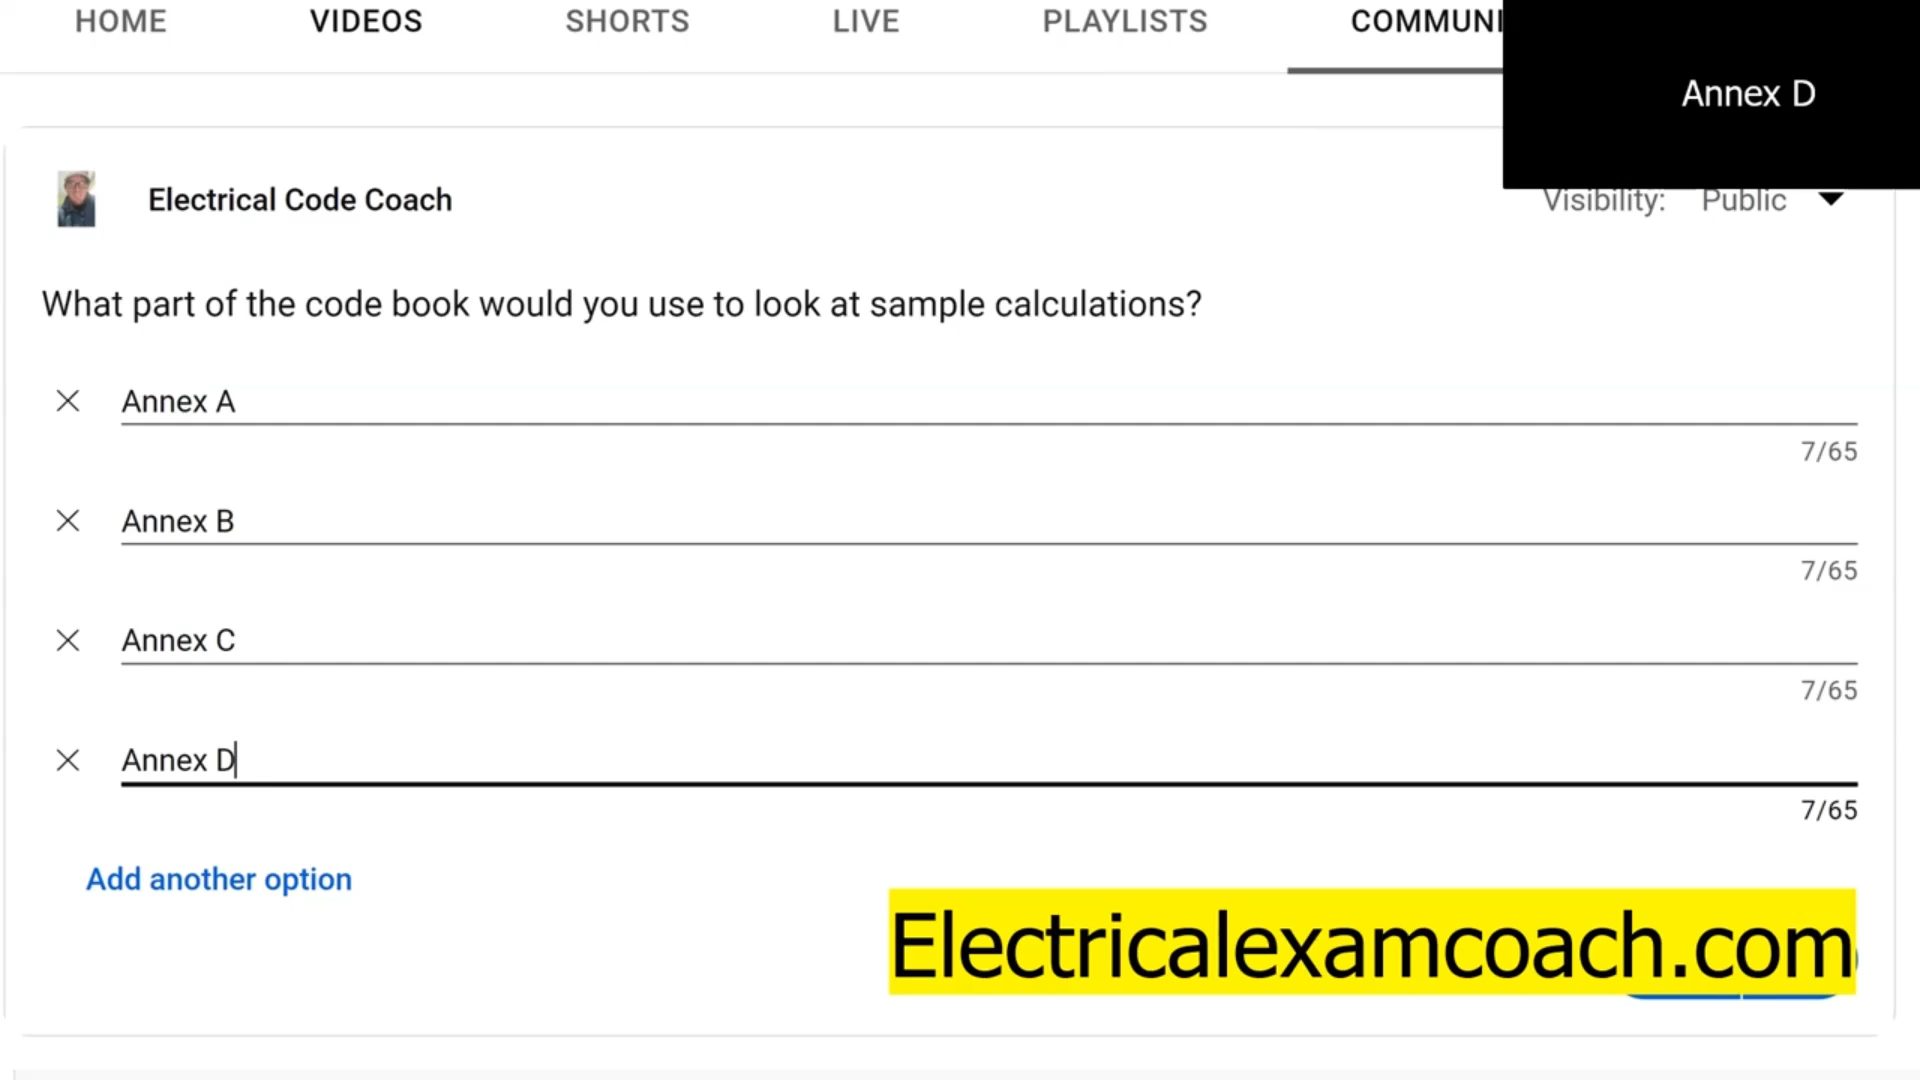 HOME VIDEOS SHORTS LIVE PLAYLISTS COMMUNI
Annex D
Electrical Code Coach
Visibility: Public
What part of the code book would you use to look at sample calculations?
Annex A
7/65
Annex B
7/65
Annex C
7/65
Annex D
7/65
Add another option
Electricalexamcoach.com